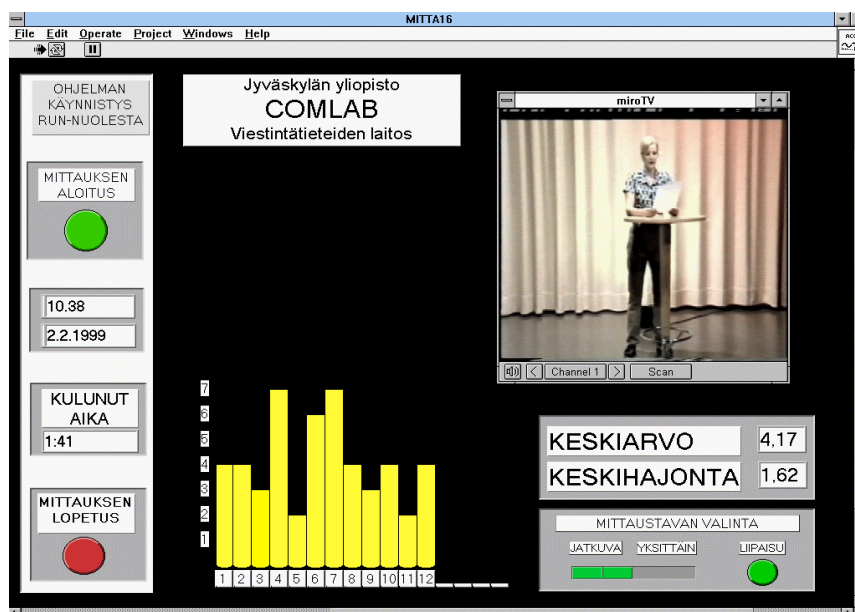 MITTA16
File Edit Operate Project Windows Help
OHJELMAN
KÄYNNISTYS
RUN-NUOLESTA
MITTAUKSEN
ALOITUS
10.38
2.2.1999
KULUNUT
AIKA
1:41
MITTAUKSEN
LOPETUS
Jyväskylän yliopisto
COMLAB
Viestintätieteiden laitos
miroTV
Channel 1 Scan
7
6
5
4
3
2
1
1 2 3 4 5 6 7 8 9 10 11 12
KESKIARVO 4,17
KESKIHAJONTA 1,62
MITTAUSTAVAN VALINTA
JATKUVA YKSITTÄIN LIIPAISU